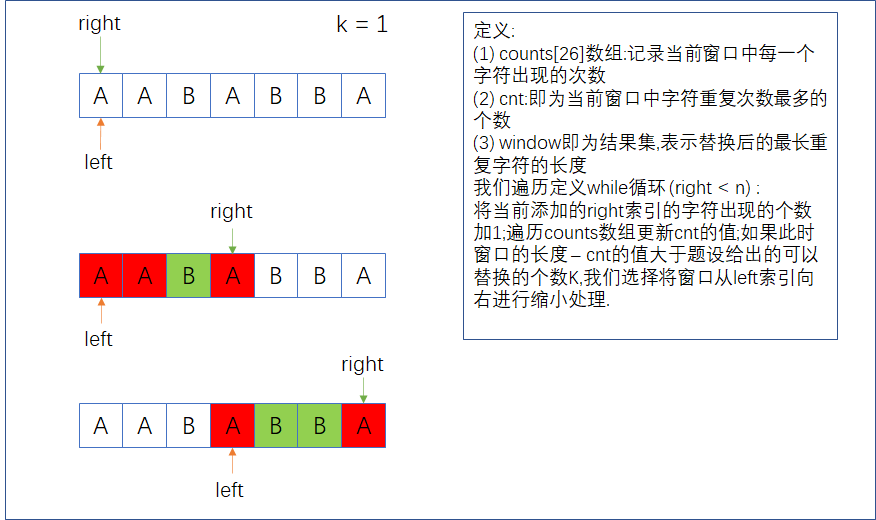 right
k = 1
A A B A B B A
left
right
A A B A B B A
left
right
A A B A B B A
left
定义:
(1) counts[26]数组:记录当前窗口中每一个
字符出现的次数
(2) cnt:即为当前窗口中字符重复次数最多的
个数
(3) window即为结果集,表示替换后的最长重
复字符的长度
我们遍历定义while循环(right < n) :
将当前添加的right索引的字符出现的个数
加1;遍历counts数组更新cnt的值;如果此时
窗口的长度 – cnt的值大于题设给出的可以
替换的个数K,我们选择将窗口从left索引向
右进行缩小处理.